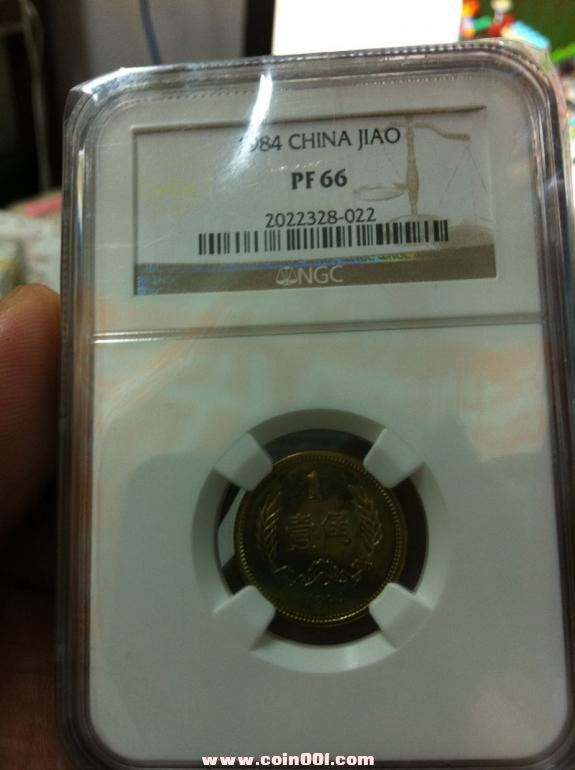 1984 CHINA JIAO
PF 66
2022328-022
NGC
1
壹角
www.coin001.com